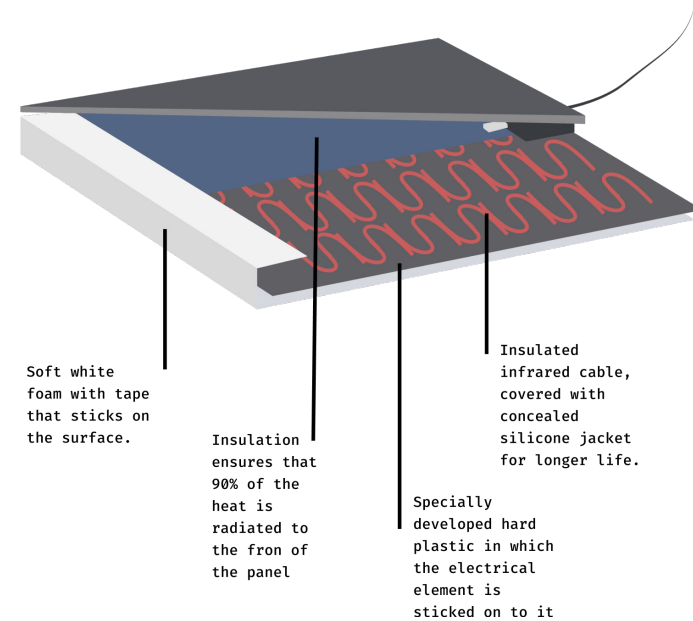 Soft white
foam with tape
that sticks on
the surface.
Insulation
ensures that
90% of the
heat is
radiated to
the fron of
the panel
Specially
developed hard
plastic in which
the electrical
element is
sticked on to it
Insulated
infrared cable,
covered with
concealed
silicone jacket
for longer life.